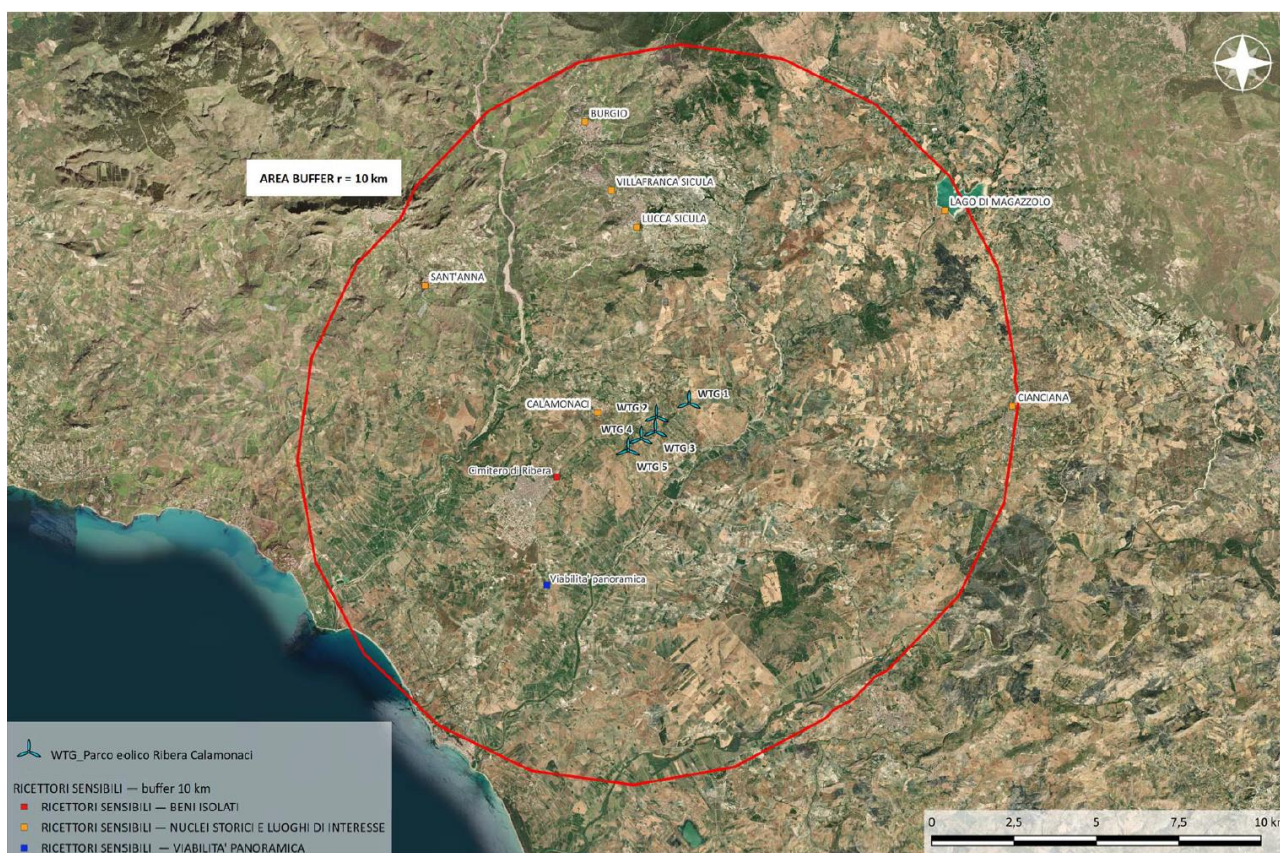 BURGIO
AREA BUFFER r = 10 km
VILLAFRANCA SICULA
LAGO DI MAGAZZOLO
LUCCA SICULA
SANT'ANNA
WTG 1
CIANCIANA
CALAMONACI
WTG 2
WTG 4
WTG 3
WTG 5
Cimitero di Ribera
Viabilita' panoramica
WTG_Parco eolico Ribera Calamonaci
RICETTORI SENSIBILI — buffer 10 km
RICETTORI SENSIBILI — BENI ISOLATI
RICETTORI SENSIBILI — NUCLEI STORICI E LUOGHI DI INTERESSE
RICETTORI SENSIBILI — VIABILITA' PANORAMICA
0 2,5 5 7,5 10 km